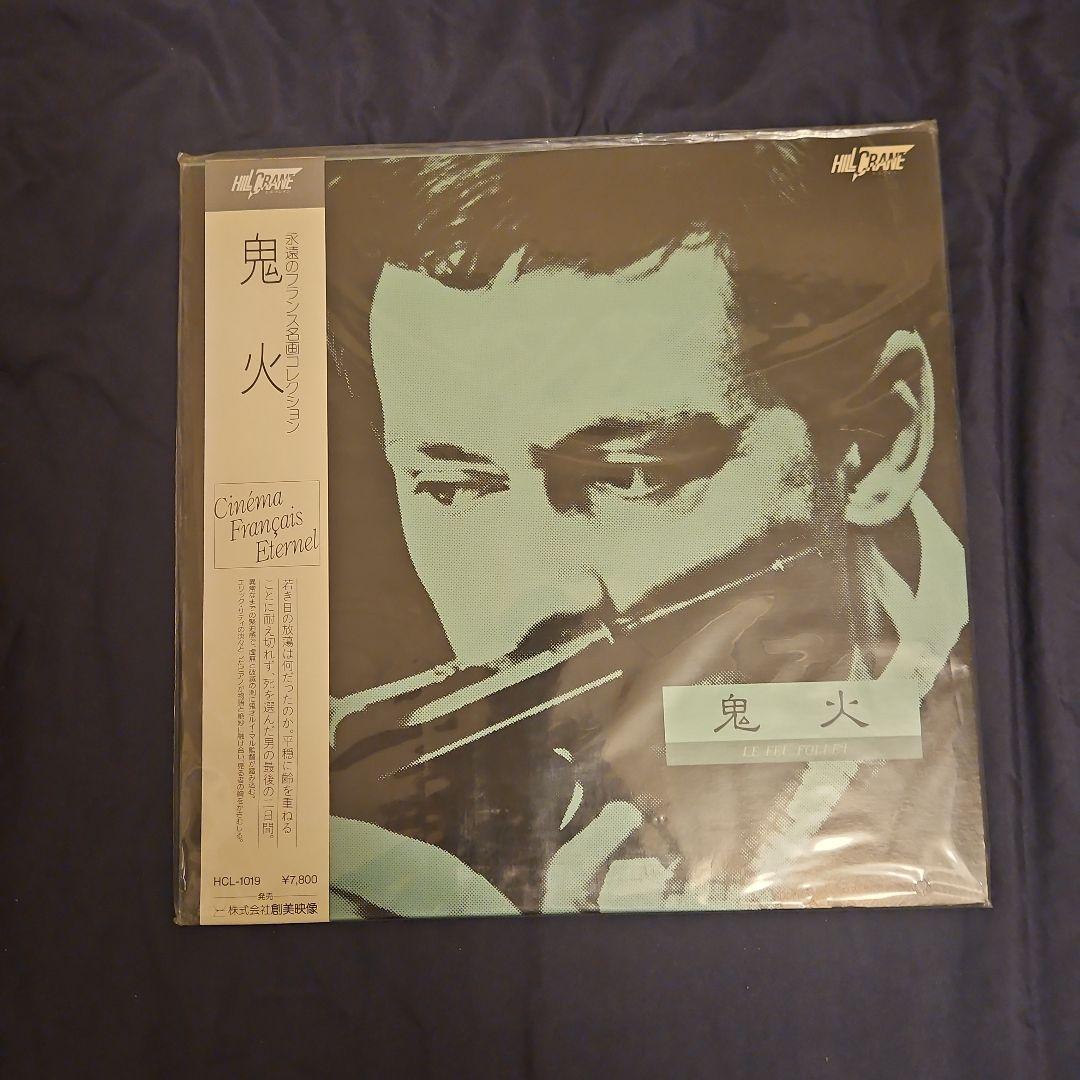 HILL CRANE
永遠のフランス名画コレクション
鬼火
Cinéma
Français
Eternel
若き日の放蕩は何だったのか。平穏に齢を重ねる
ことに耐え切れず、死を選んだ男の最後の二日間。
HCL-1019 ¥7,800
発売
株式会社創美映像
HILL CRANE
鬼火
LE FEU FOLLET